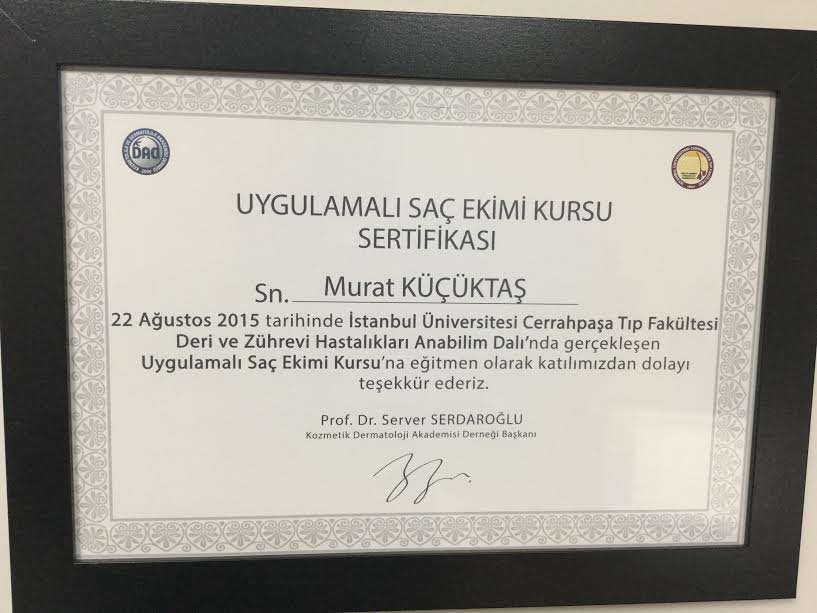 DAD
UYGULAMALI SAÇ EKİMİ KURSU
SERTİFİKASI
Sn. Murat KÜÇÜKTAŞ
22 Ağustos 2015 tarihinde İstanbul Üniversitesi Cerrahpaşa Tıp Fakültesi
Deri ve Zührevi Hastalıkları Anabilim Dalı'nda gerçekleşen
Uygulamalı Saç Ekimi Kursu'na eğitmen olarak katılımızdan dolayı
teşekkür ederiz.
Prof. Dr. Server SERDAROĞLU
Kozmetik Dermatoloji Akademisi Derneği Başkanı